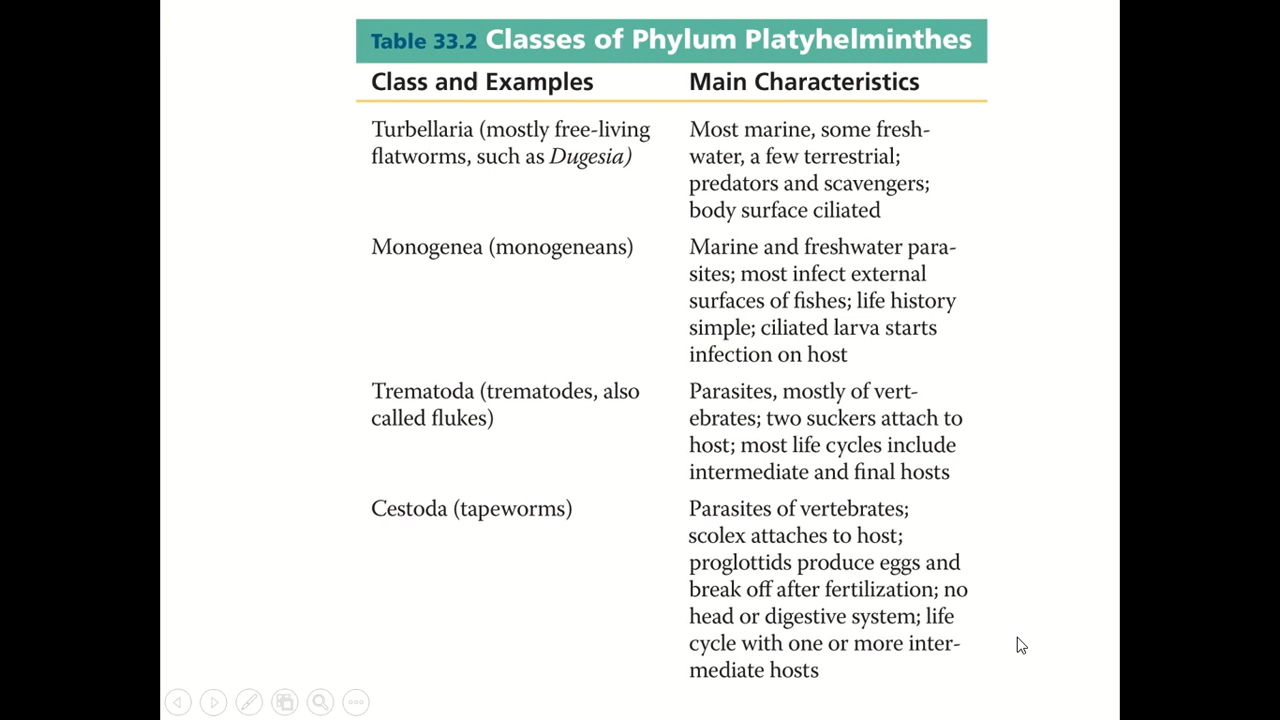 Table 33.2 Classes of Phylum Platyhelminthes
Class and Examples
Main Characteristics
Turbellaria (mostly free-living
flatworms, such as Dugesia)
Most marine, some fresh-
water, a few terrestrial;
predators and scavengers;
body surface ciliated
Monogenea (monogeneans)
Marine and freshwater para-
sites; most infect external
surfaces of fishes; life history
simple; ciliated larva starts
infection on host
Trematoda (trematodes, also
called flukes)
Parasites, mostly of vert-
ebrates; two suckers attach to
host; most life cycles include
intermediate and final hosts
Cestoda (tapeworms)
Parasites of vertebrates;
scolex attaches to host;
proglottids produce eggs and
break off after fertilization; no
head or digestive system; life
cycle with one or more inter-
mediate hosts